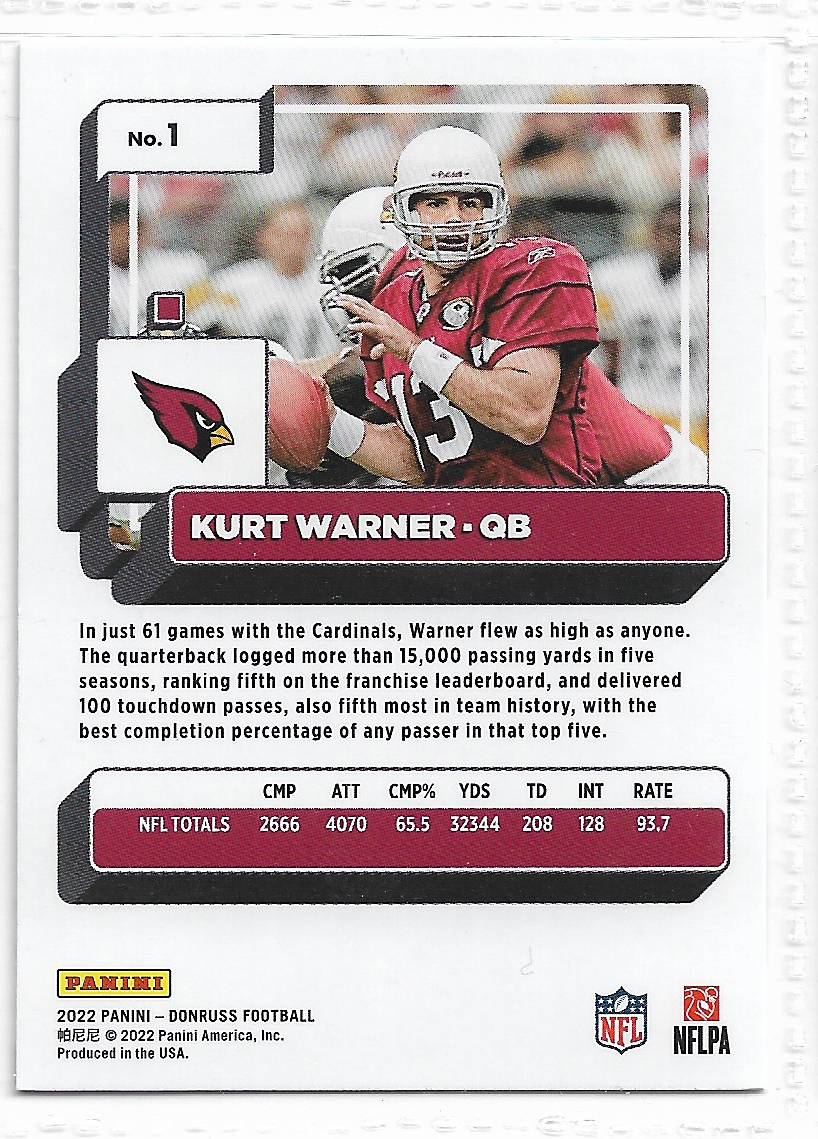 No. 1
Riddell
13
13
KURT WARNER · QB
In just 61 games with the Cardinals, Warner flew as high as anyone.
The quarterback logged more than 15,000 passing yards in five
seasons, ranking fifth on the franchise leaderboard, and delivered
100 touchdown passes, also fifth most in team history, with the
best completion percentage of any passer in that top five.
CMP ATT CMP% YDS TD INT RATE
NFL TOTALS 2666 4070 65.5 32344 208 128 93.7
PANINI
2022 PANINI – DONRUSS FOOTBALL
帕尼尼 © 2022 Panini America, Inc.
Produced in the USA.
NFL
NFLPA